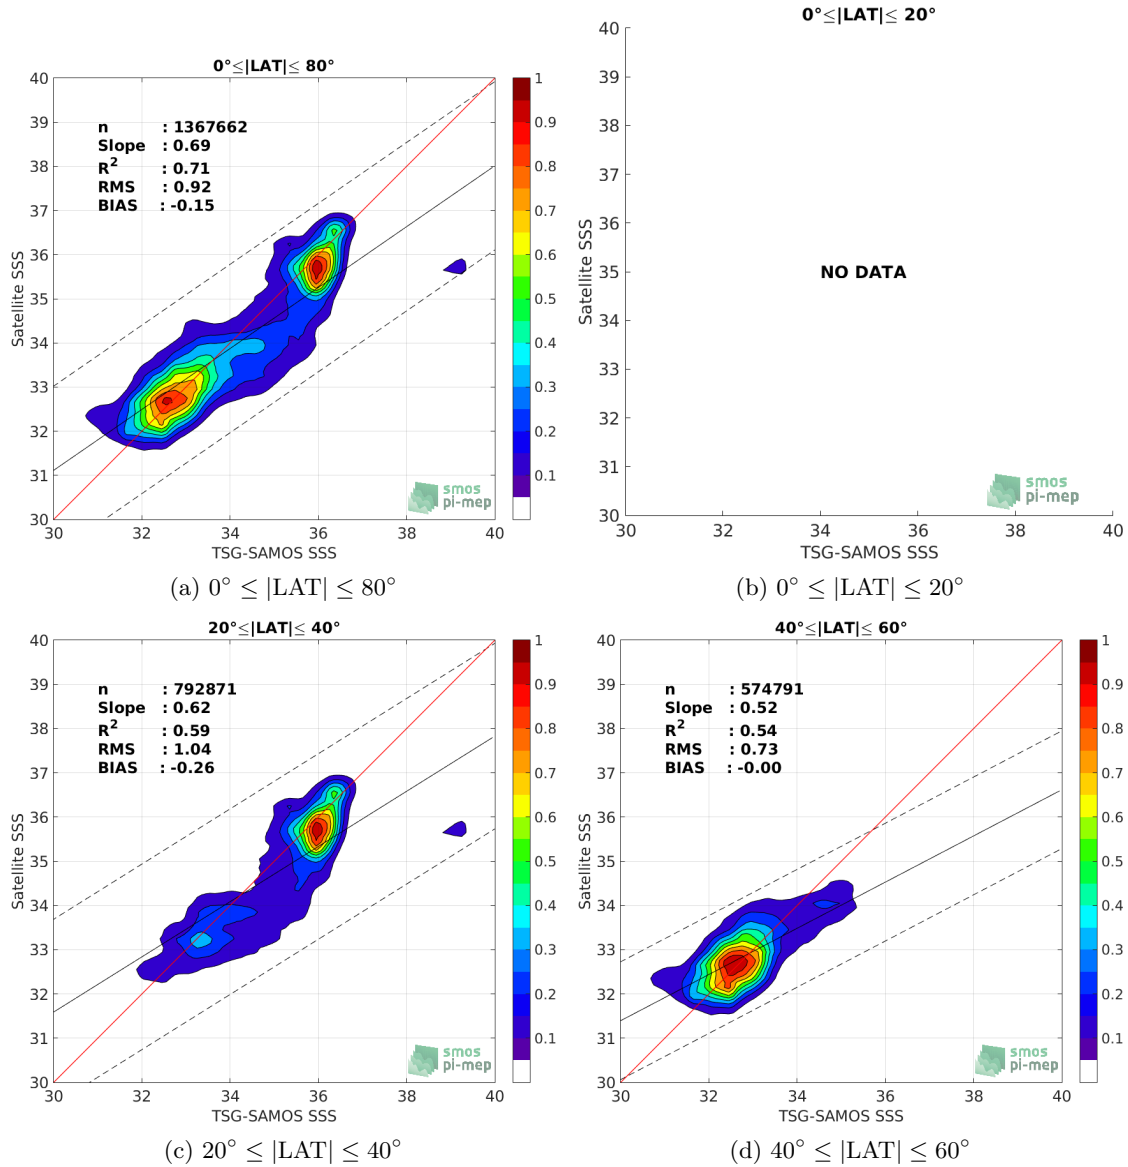 0°≤|LAT|≤ 80°
40
39
38
37
36
35
34
33
32
31
30
Satellite SSS
n : 1367662
Slope : 0.69
R² : 0.71
RMS : 0.92
BIAS : -0.15
smos
pi-mep
30 32 34 36 38 40
TSG-SAMOS SSS
1
0.9
0.8
0.7
0.6
0.5
0.4
0.3
0.2
0.1
(a) 0° ≤ |LAT| ≤ 80°
0°≤|LAT|≤ 20°
40
39
38
37
36
35
34
33
32
31
30
Satellite SSS
NO DATA
smos
pi-mep
30 32 34 36 38 40
TSG-SAMOS SSS
(b) 0° ≤ |LAT| ≤ 20°
20°≤|LAT|≤ 40°
40
39
38
37
36
35
34
33
32
31
30
Satellite SSS
n : 792871
Slope : 0.62
R² : 0.59
RMS : 1.04
BIAS : -0.26
smos
pi-mep
30 32 34 36 38 40
TSG-SAMOS SSS
1
0.9
0.8
0.7
0.6
0.5
0.4
0.3
0.2
0.1
(c) 20° ≤ |LAT| ≤ 40°
40°≤|LAT|≤ 60°
40
39
38
37
36
35
34
33
32
31
30
Satellite SSS
n : 574791
Slope : 0.52
R² : 0.54
RMS : 0.73
BIAS : -0.00
smos
pi-mep
30 32 34 36 38 40
TSG-SAMOS SSS
1
0.9
0.8
0.7
0.6
0.5
0.4
0.3
0.2
0.1
(d) 40° ≤ |LAT| ≤ 60°